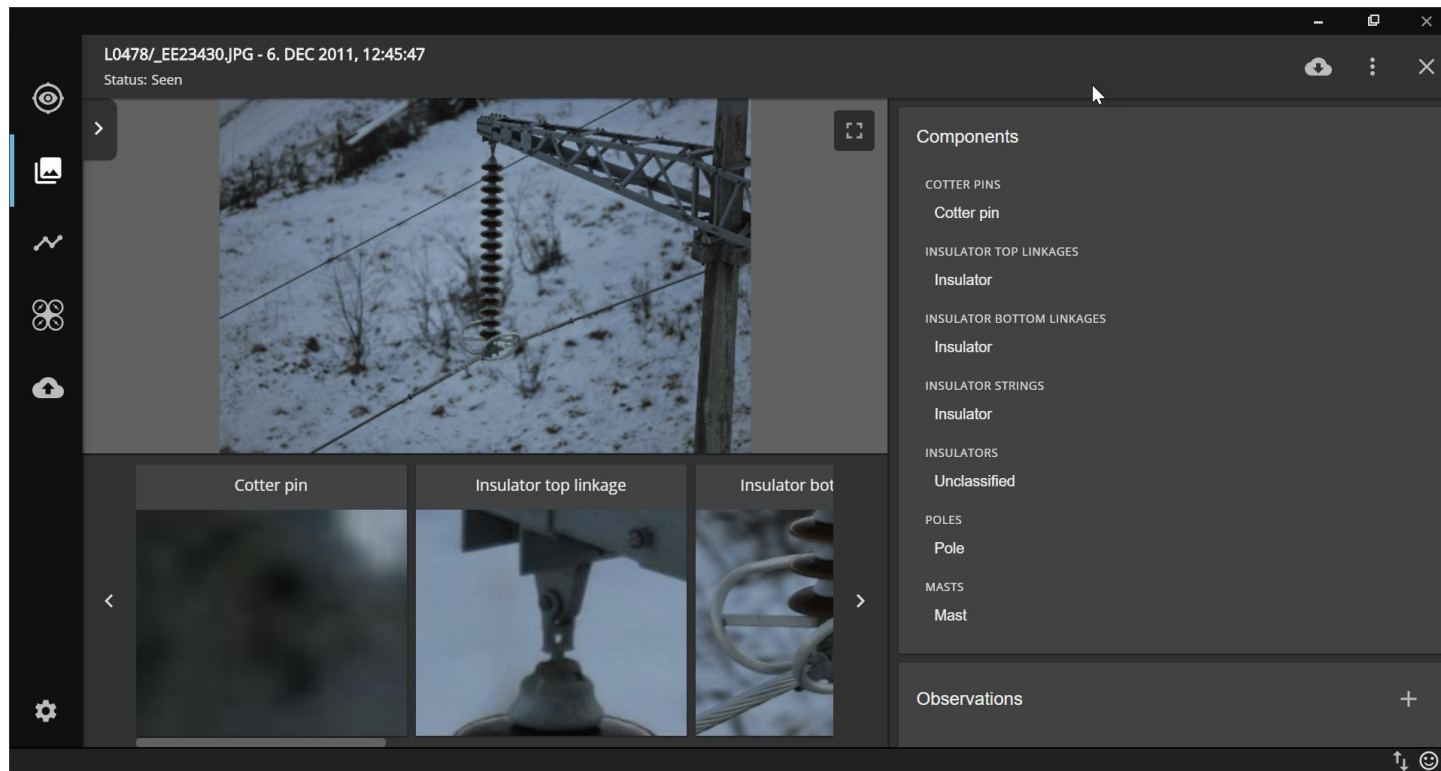 L0478/_EE23430.JPG - 6. DEC 2011, 12:45:47
Status: Seen
Cotter pin
Insulator top linkage
Insulator bot
Components
COTTER PINS
Cotter pin
INSULATOR TOP LINKAGES
Insulator
INSULATOR BOTTOM LINKAGES
Insulator
INSULATOR STRINGS
Insulator
INSULATORS
Unclassified
POLES
Pole
MASTS
Mast
Observations